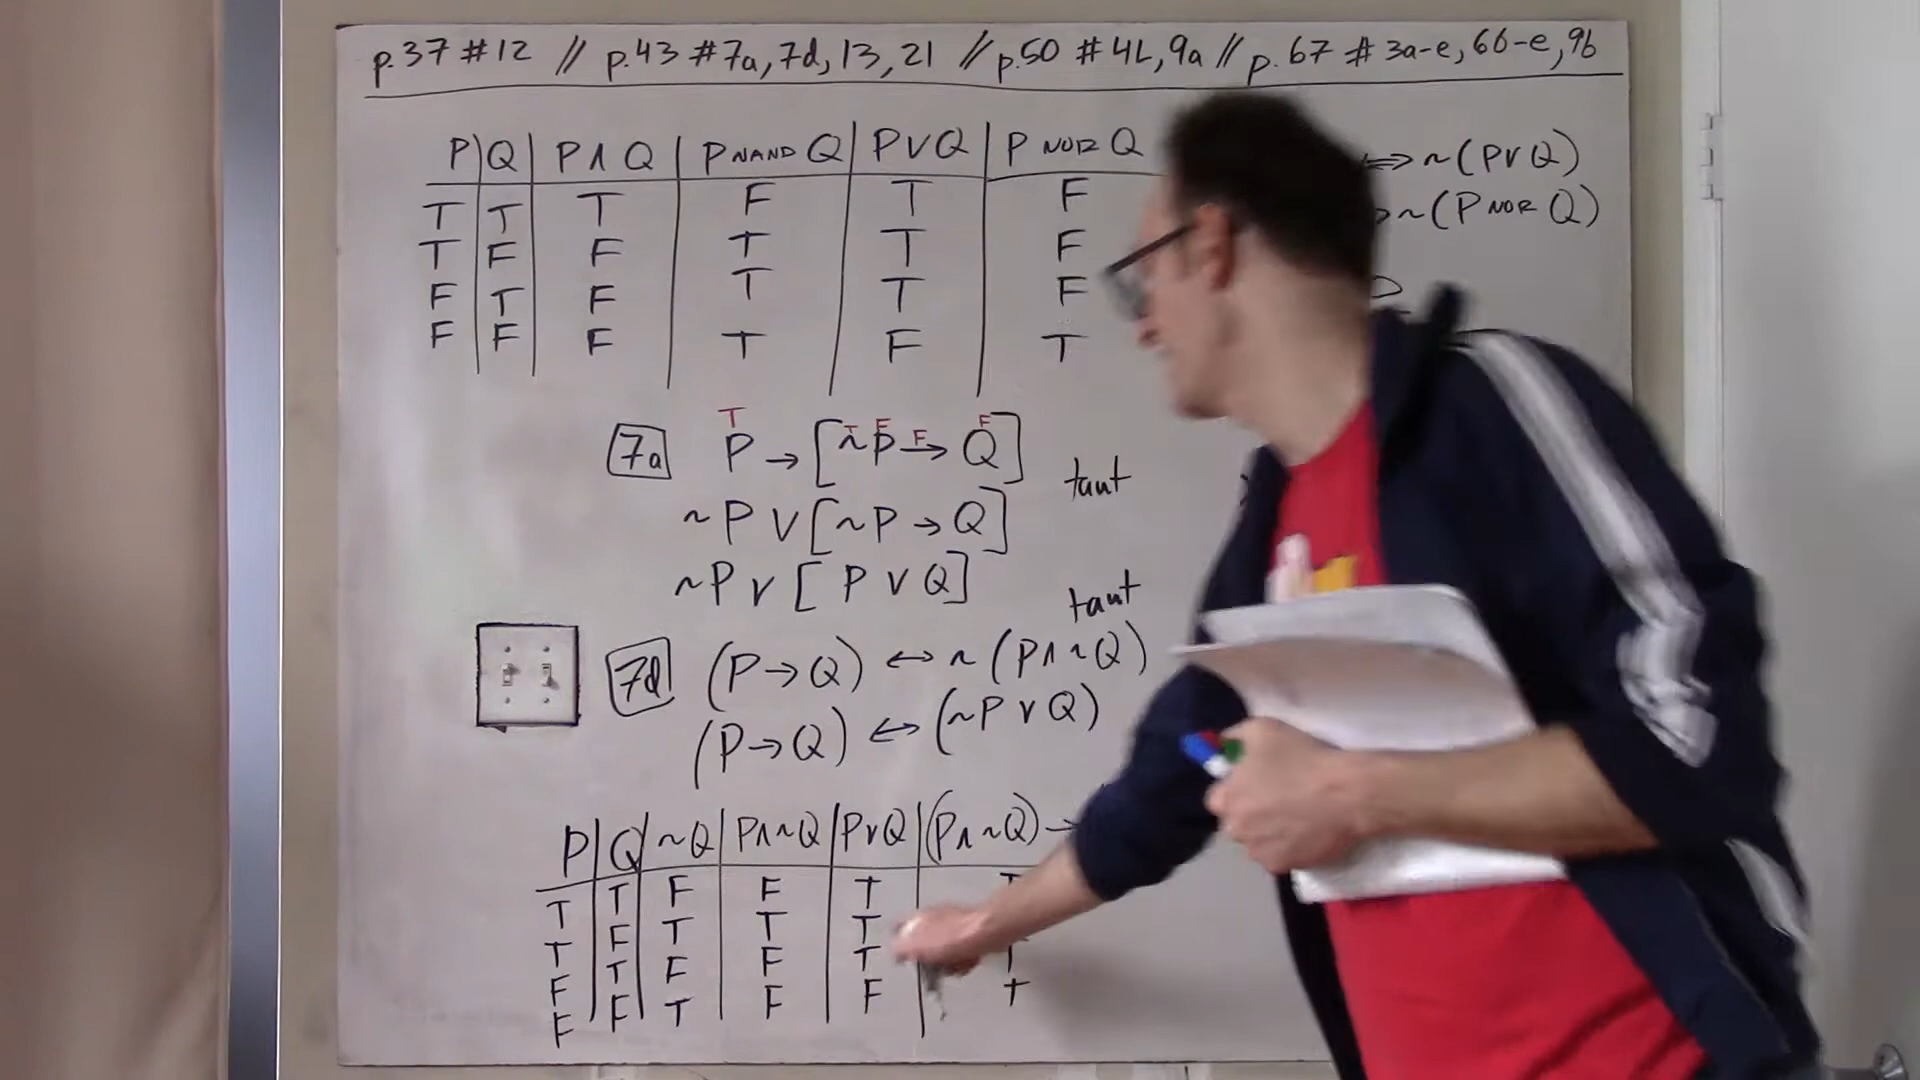 p.37 #12 // p.43 #7a, 7d, 13, 21 // p.50 #4L, 9a // p.67 #3a-e, 6b-e, 9b
P Q P∧Q P NAND Q P∨Q P NOR Q
T T T F T F
T F F T T F
F T F T T F
F F F T F T
⇔ ~(P∨Q)
~(P NOR Q)
T T F F F
7a P → [~P → Q] taut
~P ∨ [~P → Q]
~P ∨ [P ∨ Q]
taut
7d (P→Q) ↔ ~(P∧~Q)
(P→Q) ↔ (~P∨Q)
P Q ~Q P∧~Q P∨Q (P∧~Q)→
T T F F T T
T F T T T
F T F F T T
F F T F F T